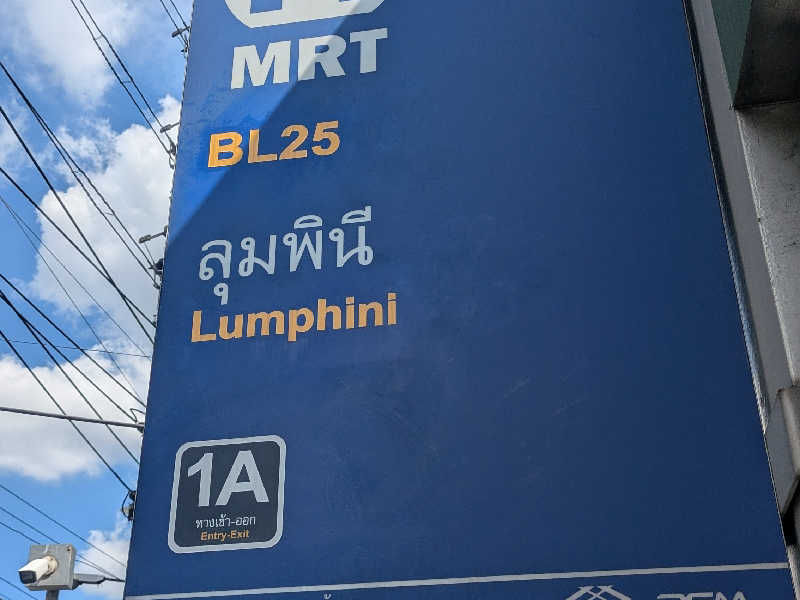 MRT
BL25
ลุมพินี
Lumphini
1A
ทางเข้า-ออก
Entry-Exit